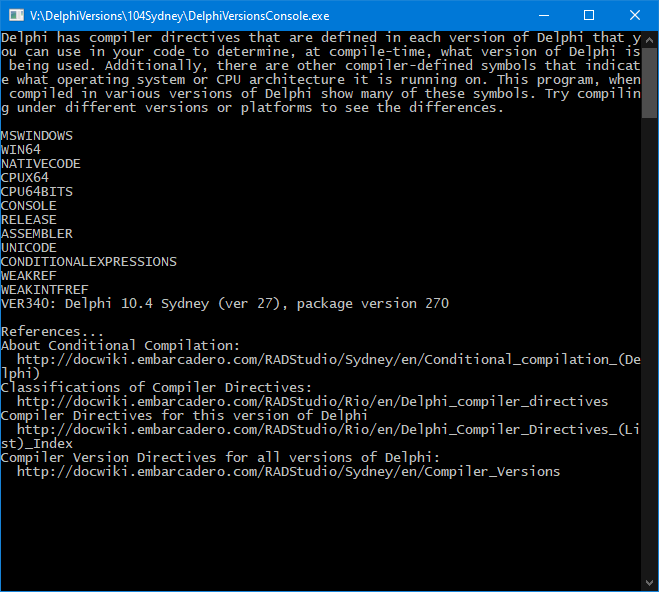 V:\DelphiVersions\104Sydney\DelphiVersionsConsole.exe
Delphi has compiler directives that are defined in each version of Delphi that y
ou can use in your code to determine, at compile-time, what version of Delphi is
 being used. Additionally, there are other compiler-defined symbols that indicat
e what operating system or CPU architecture it is running on. This program, when
 compiled in various versions of Delphi show many of these symbols. Try compilin
g under different versions or platforms to see the differences.

MSWINDOWS
WIN64
NATIVECODE
CPUX64
CPU64BITS
CONSOLE
RELEASE
ASSEMBLER
UNICODE
CONDITIONALEXPRESSIONS
WEAKREF
WEAKINTFREF
VER340: Delphi 10.4 Sydney (ver 27), package version 270

References...
About Conditional Compilation:
  http://docwiki.embarcadero.com/RADStudio/Sydney/en/Conditional_compilation_(De
lphi)
Classifications of Compiler Directives:
  http://docwiki.embarcadero.com/RADStudio/Rio/en/Delphi_compiler_directives
Compiler Directives for this version of Delphi
  http://docwiki.embarcadero.com/RADStudio/Rio/en/Delphi_Compiler_Directives_(Li
st)_Index
Compiler Version Directives for all versions of Delphi:
  http://docwiki.embarcadero.com/RADStudio/Sydney/en/Compiler_Versions